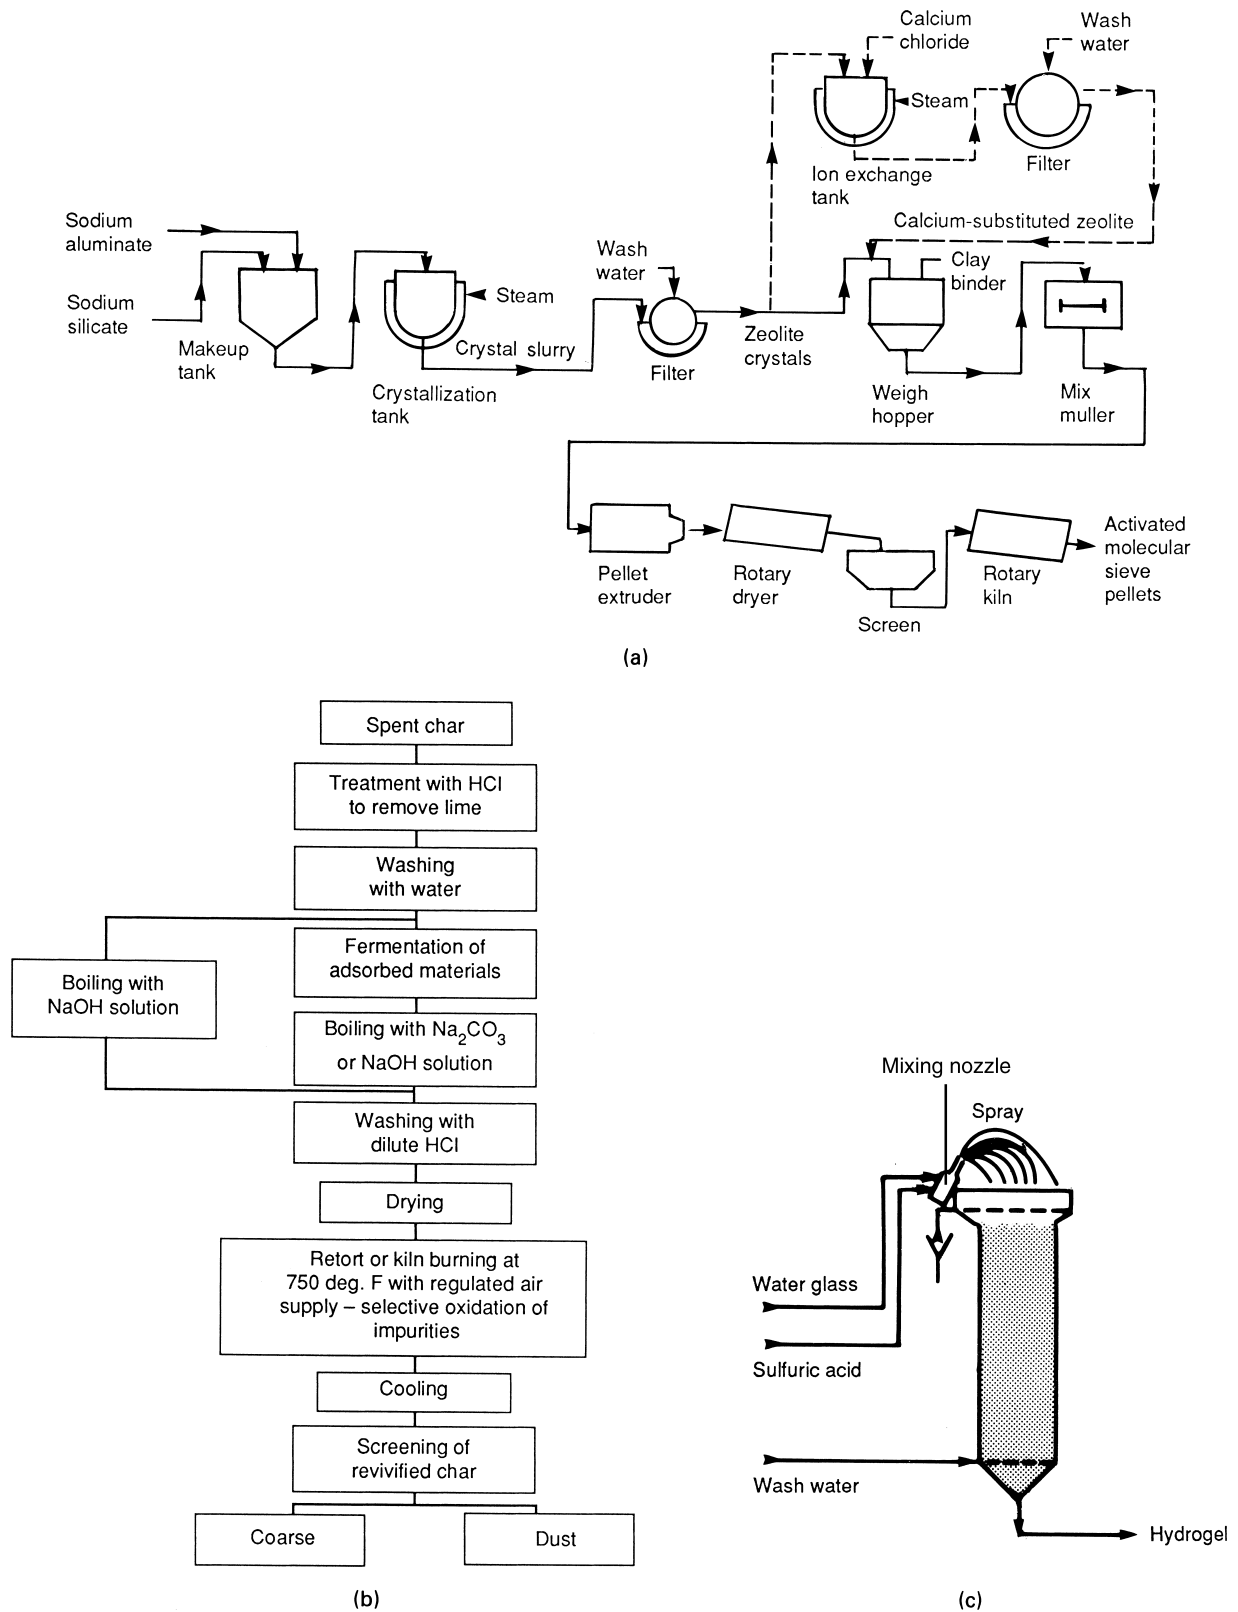 Calcium
chloride
Wash
water
Steam
Ion exchange
tank
Filter
Calcium-substituted zeolite
Sodium
aluminate
Sodium
silicate
Makeup
tank
Steam
Crystal slurry
Crystallization
tank
Wash
water
Filter
Zeolite
crystals
Clay
binder
Weigh
hopper
Mix
muller
Pellet
extruder
Rotary
dryer
Screen
Rotary
kiln
Activated
molecular
sieve
pellets
(a)
Spent char
Treatment with HCl
to remove lime
Washing
with water
Fermentation of
adsorbed materials
Boiling with
NaOH solution
Boiling with Na2CO3
or NaOH solution
Washing with
dilute HCl
Drying
Retort or kiln burning at
750 deg. F with regulated air
supply – selective oxidation of
impurities
Cooling
Screening of
revivified char
Coarse
Dust
(b)
Mixing nozzle
Spray
Water glass
Sulfuric acid
Wash water
Hydrogel
(c)